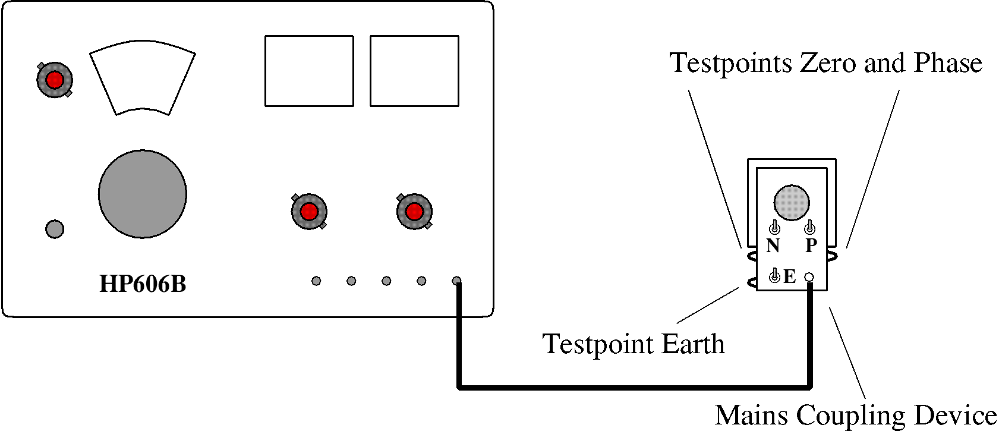 Testpoints Zero and Phase
N P
HP606B
E
Testpoint Earth
Mains Coupling Device